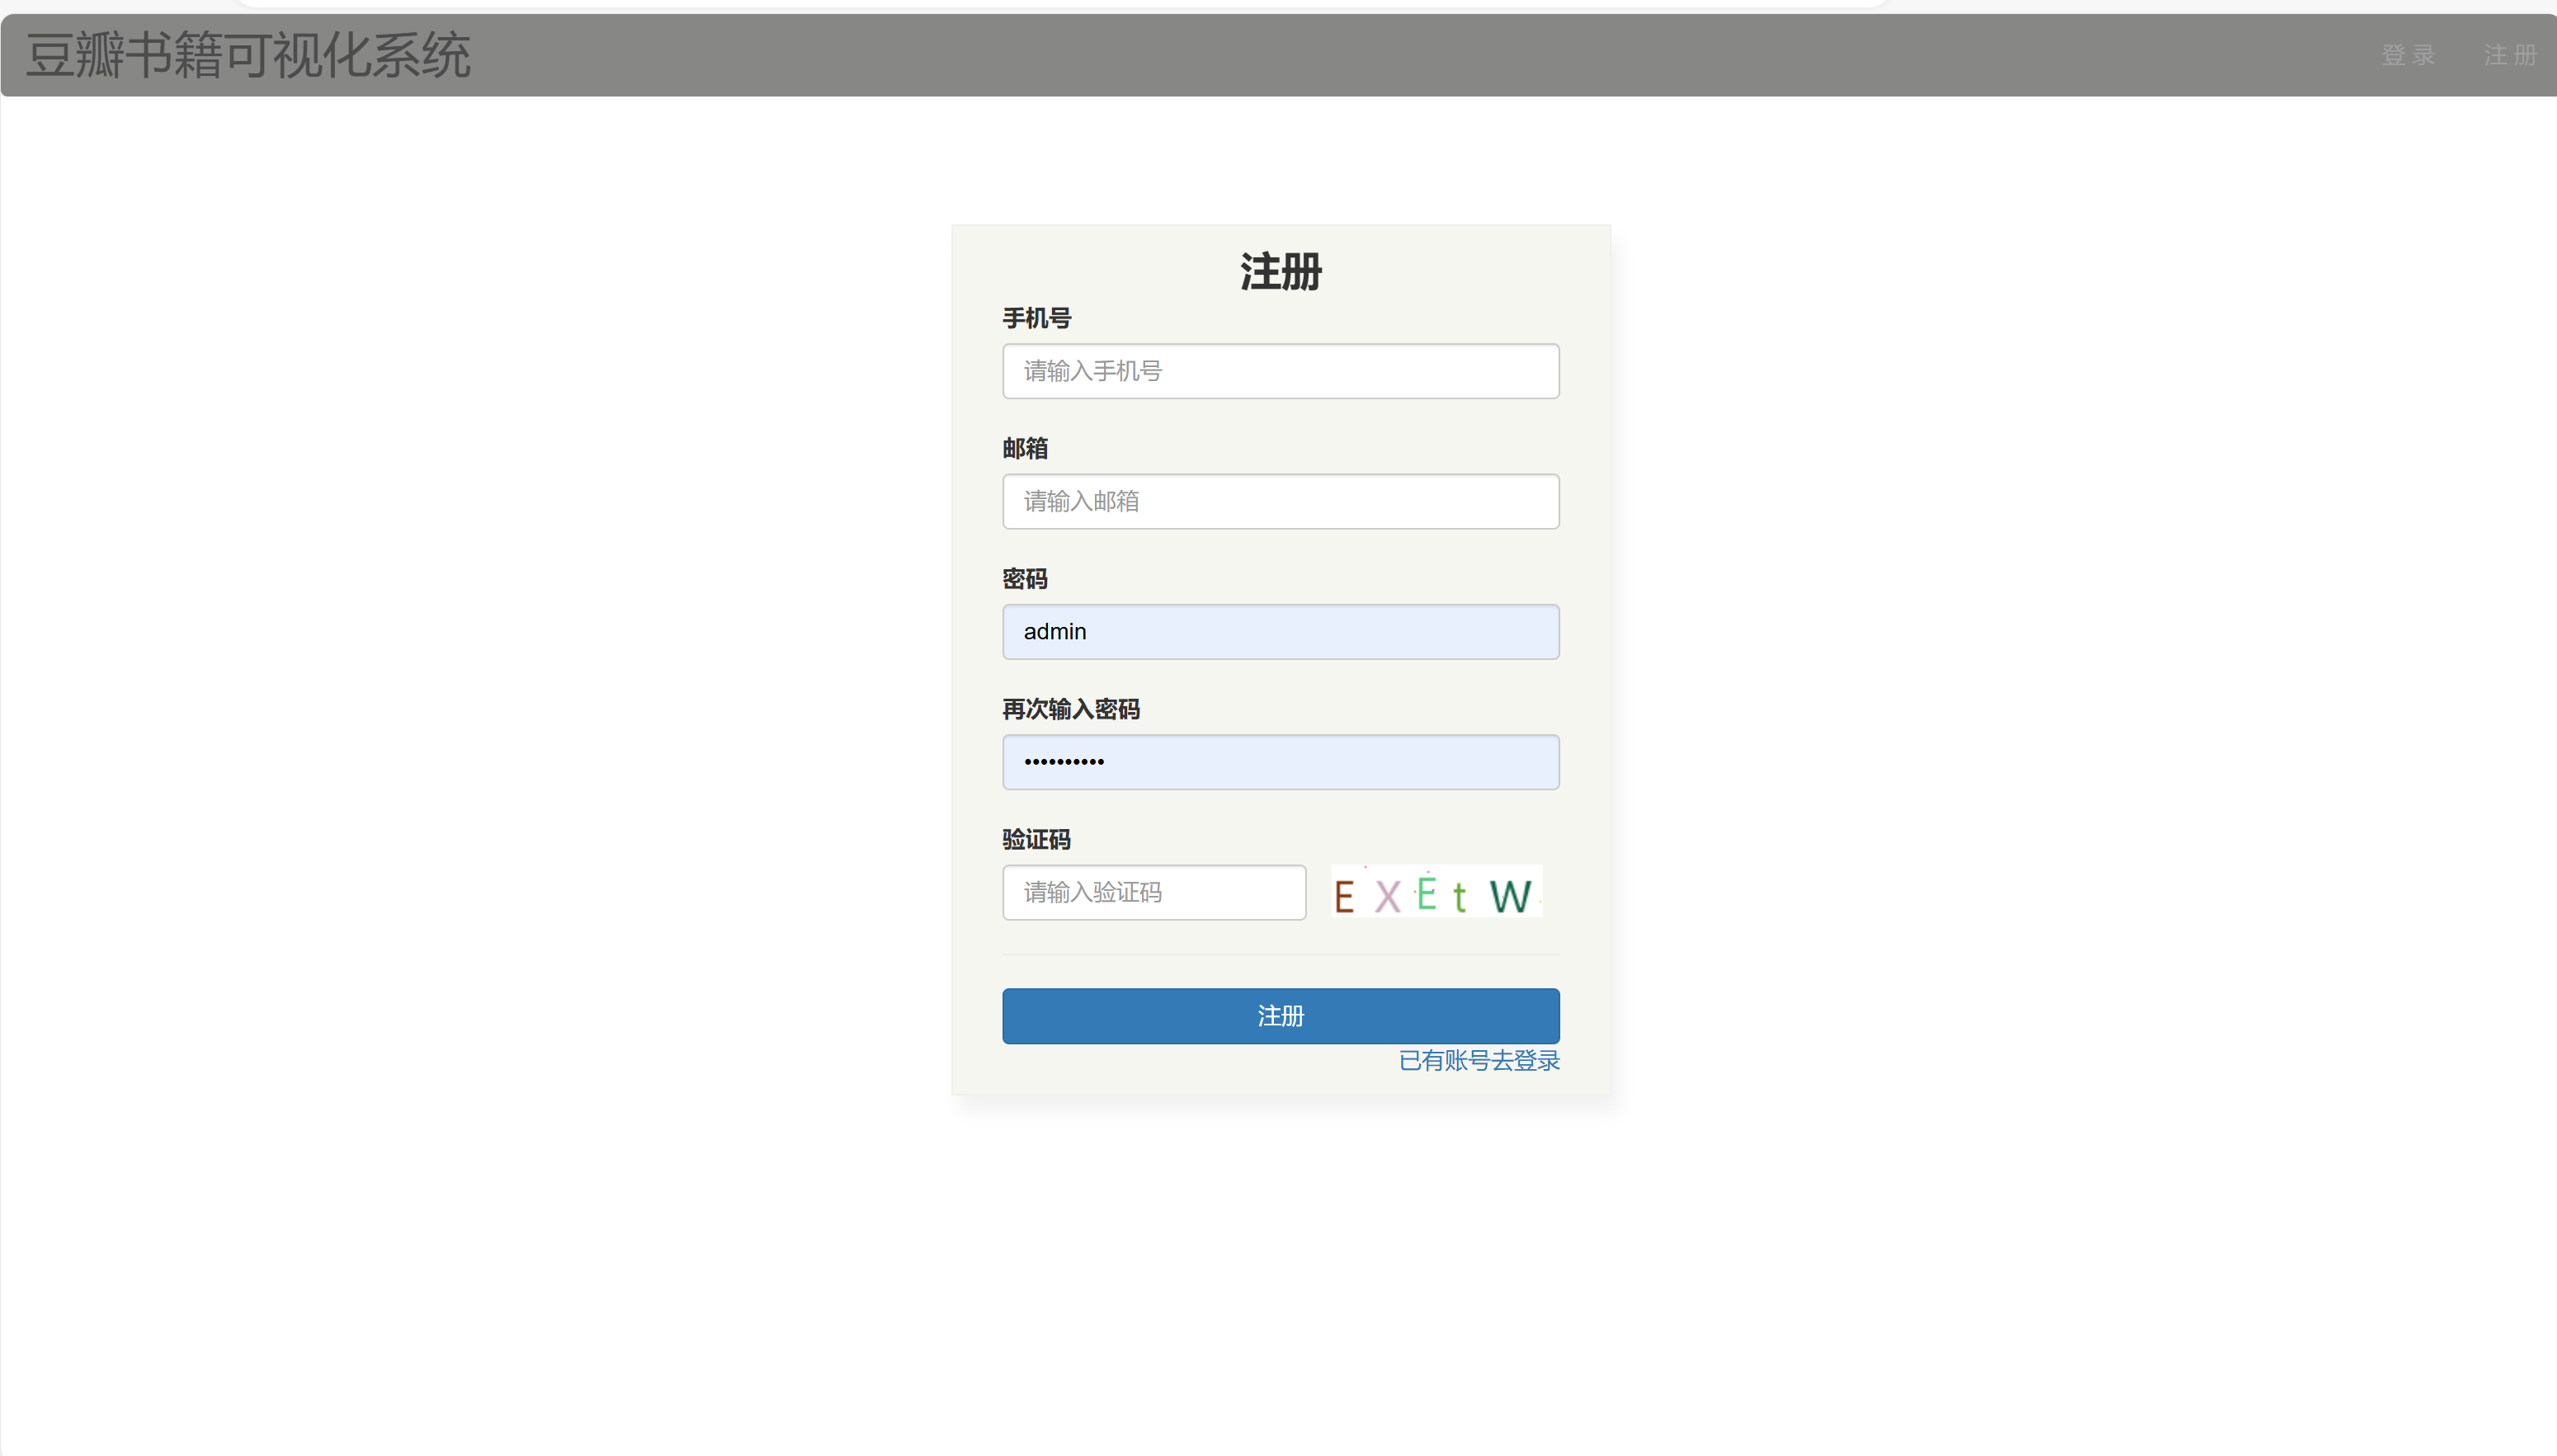 豆瓣书籍可视化系统
登录 注册
注册
手机号
请输入手机号
邮箱
请输入邮箱
密码
admin
再次输入密码
••••••••••
验证码
请输入验证码
E X E t W
注册
已有账号去登录